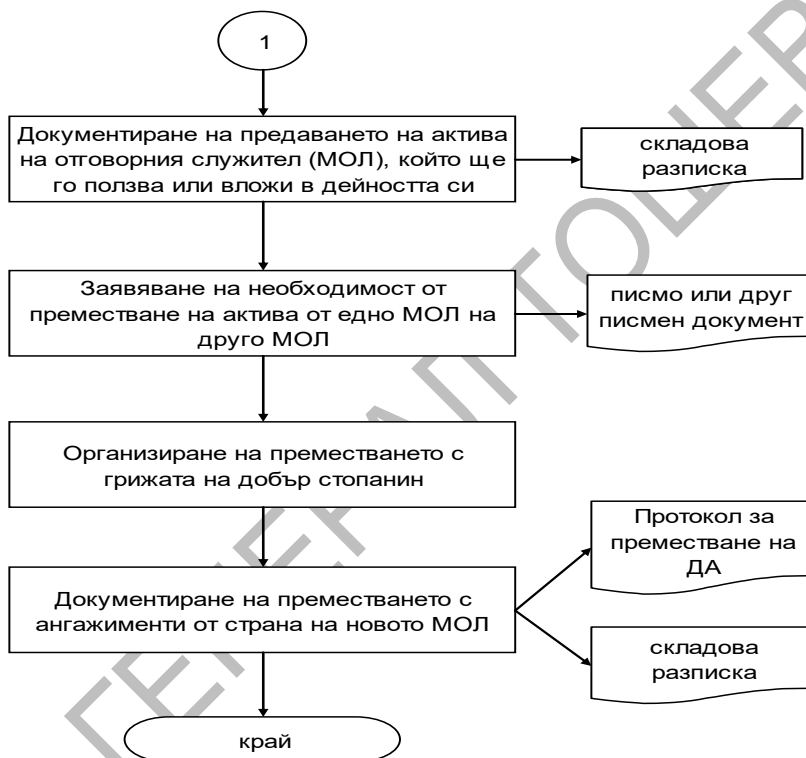 1
Документиране на предаването на актива
на отговорния служител (МОЛ), който ще
го ползва или вложи в дейността си
складова
разписка
Заявяване на необходимост от
преместване на актива от едно МОЛ на
друго МОЛ
писмо или друг
писмен документ
Организиране на преместването с
грижата на добър стопанин
Документиране на преместването с
ангажименти от страна на новото МОЛ
Протокол за
преместване на
ДА
складова
разписка
край
ГЕНЕРАЛ ТОШЕВ